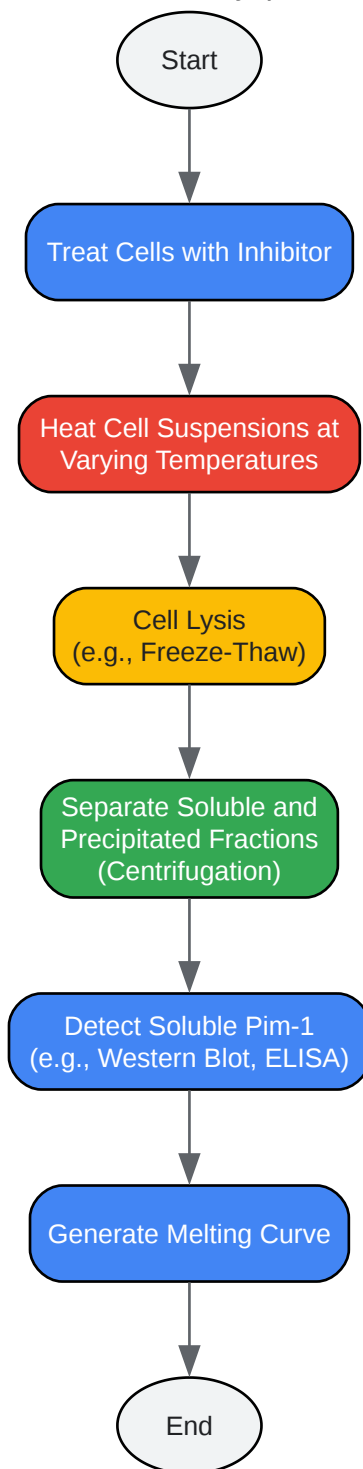 Start
Treat Cells with Inhibitor
Heat Cell Suspensions at
Varying Temperatures
Cell Lysis
(e.g., Freeze-Thaw)
Separate Soluble and
Precipitated Fractions
(Centrifugation)
Detect Soluble Pim-1
(e.g., Western Blot, ELISA)
Generate Melting Curve
End